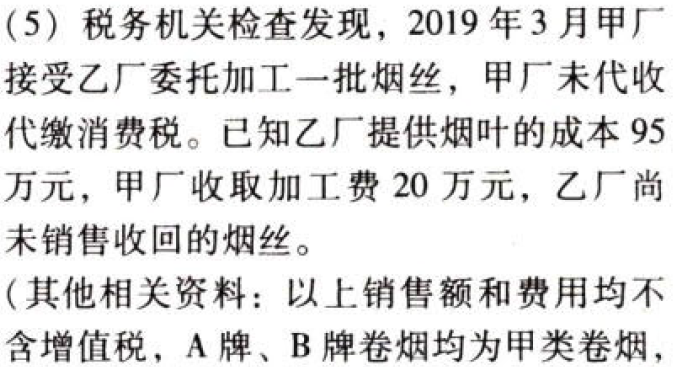 (5) 税务机关检查发现，2019 年 3 月甲厂
接受乙厂委托加工一批烟丝，甲厂未代收
代缴消费税。已知乙厂提供烟叶的成本 95
万元，甲厂收取加工费 20 万元，乙厂尚
未销售收回的烟丝。
(其他相关资料：以上销售额和费用均不
含增值税，A 牌、B 牌卷烟均为甲类卷烟，